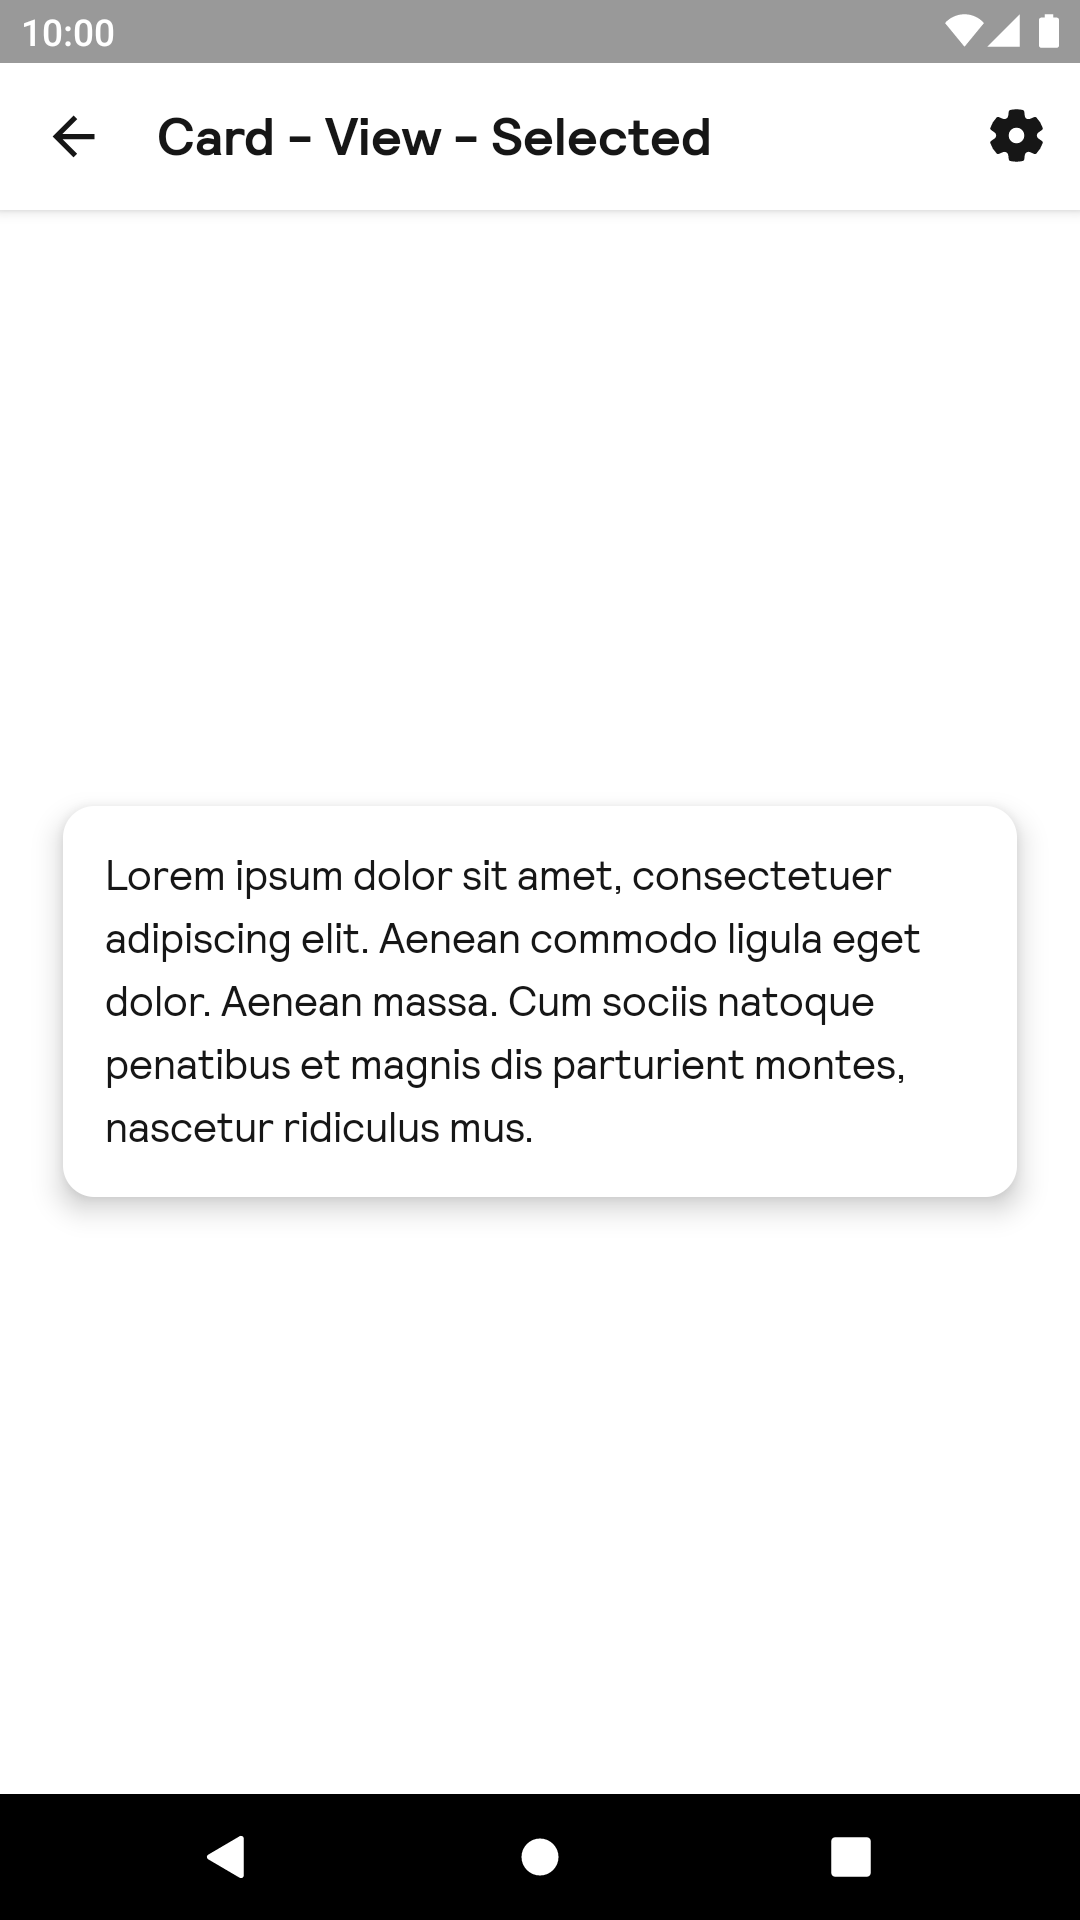 10:00
Card - View - Selected
Lorem ipsum dolor sit amet, consectetuer
adipiscing elit. Aenean commodo ligula eget
dolor. Aenean massa. Cum sociis natoque
penatibus et magnis dis parturient montes,
nascetur ridiculus mus.